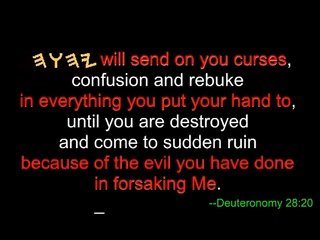 𐤉𐤄𐤅𐤄 will send on you curses,
confusion and rebuke
in everything you put your hand to,
until you are destroyed
and come to sudden ruin
because of the evil you have done
in forsaking Me.
--Deuteronomy 28:20